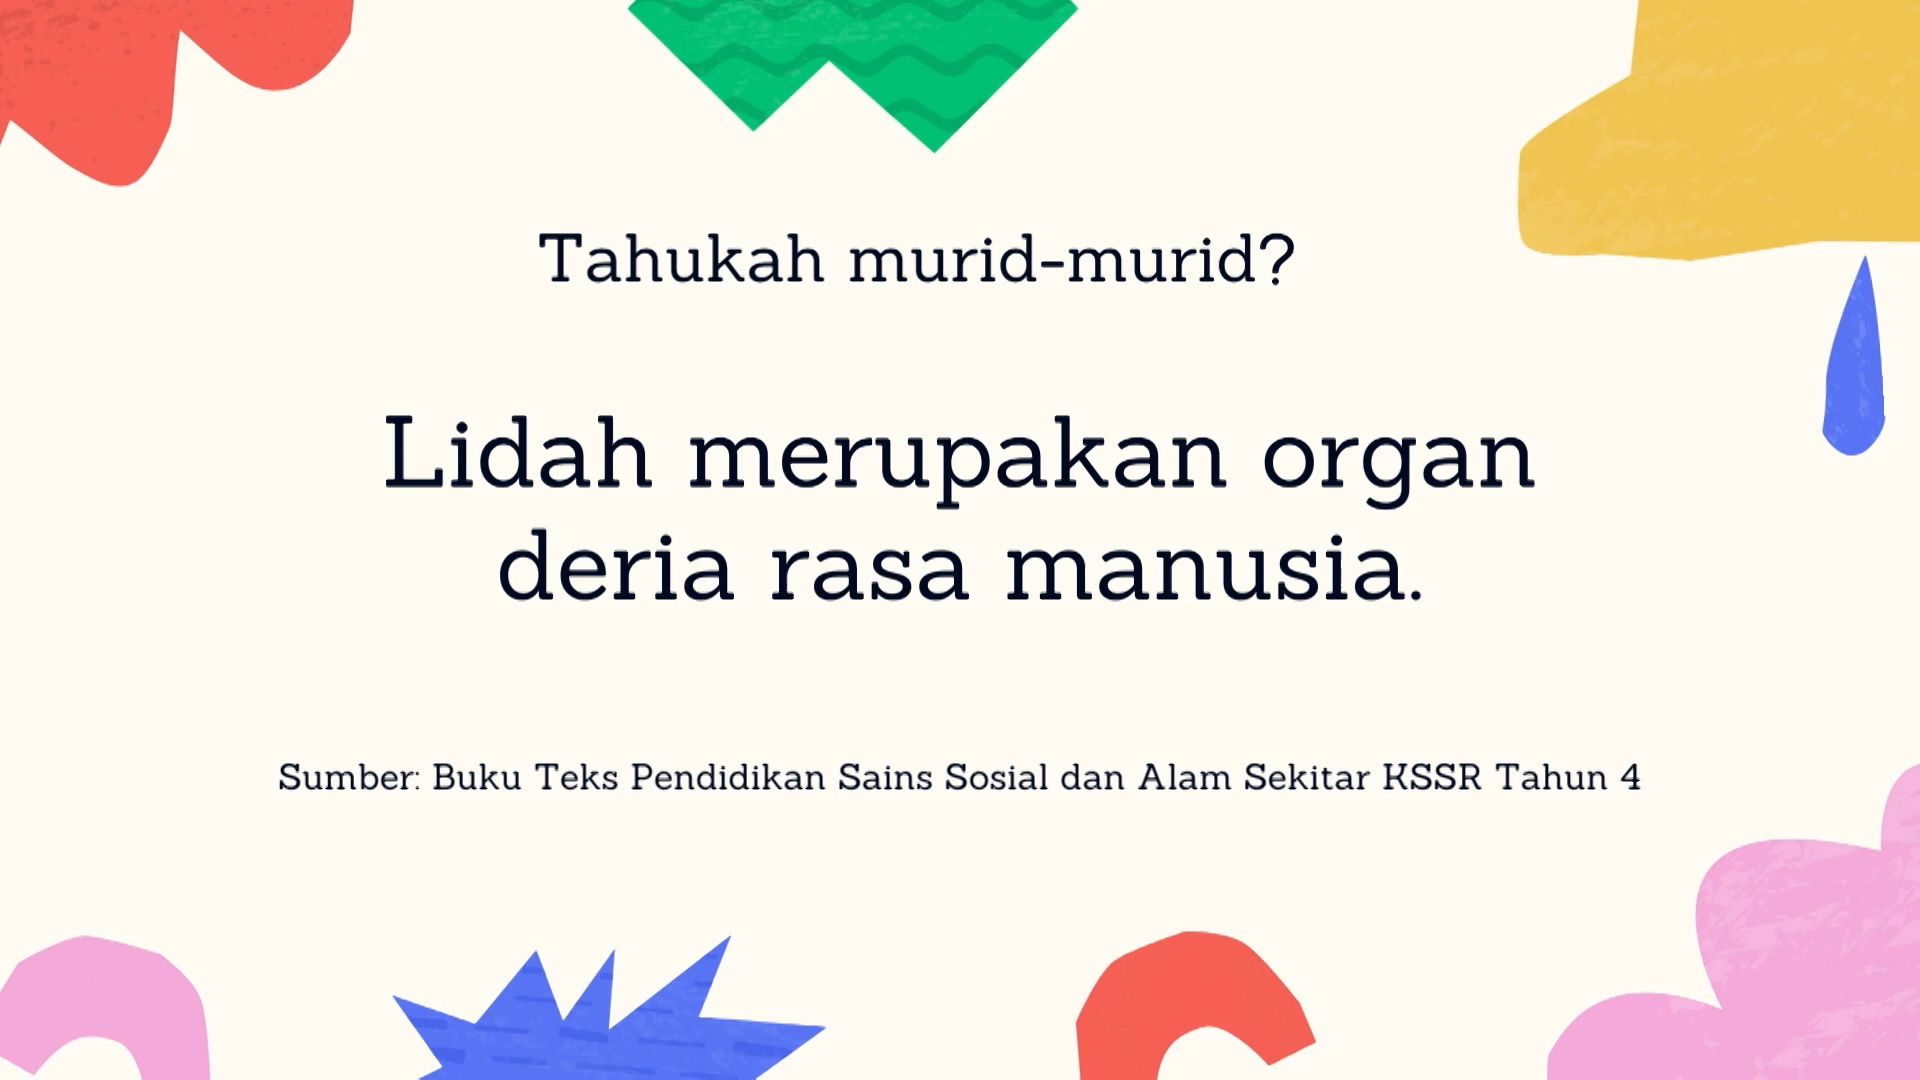 Tahukah murid-murid?
Lidah merupakan organ
deria rasa manusia.
Sumber: Buku Teks Pendidikan Sains Sosial dan Alam Sekitar KSSR Tahun 4